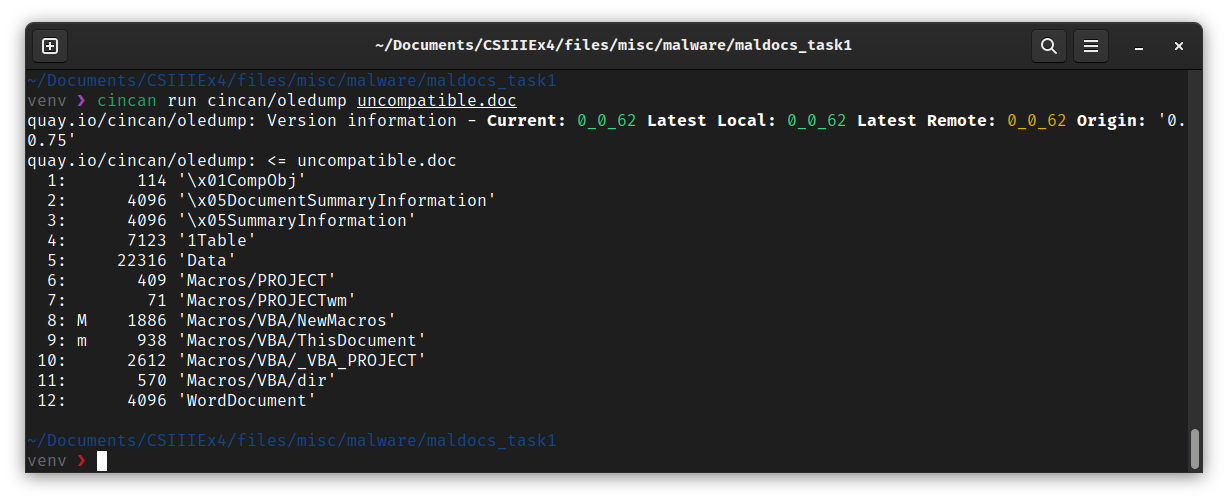 ~/Documents/CSIIIEx4/files/misc/malware/maldocs_task1
~/Documents/CSIIIEx4/files/misc/malware/maldocs_task1
venv ❯ cincan run cincan/oledump uncompatible.doc
quay.io/cincan/oledump: Version information - Current: 0_0_62 Latest Local: 0_0_62 Latest Remote: 0_0_62 Origin: '0.
0.75'
quay.io/cincan/oledump: <= uncompatible.doc
  1:       114 '\x01CompObj'
  2:      4096 '\x05DocumentSummaryInformation'
  3:      4096 '\x05SummaryInformation'
  4:      7123 '1Table'
  5:     22316 'Data'
  6:       409 'Macros/PROJECT'
  7:        71 'Macros/PROJECTwm'
  8: M    1886 'Macros/VBA/NewMacros'
  9: m     938 'Macros/VBA/ThisDocument'
 10:      2612 'Macros/VBA/_VBA_PROJECT'
 11:       570 'Macros/VBA/dir'
 12:      4096 'WordDocument'
~/Documents/CSIIIEx4/files/misc/malware/maldocs_task1
venv ❯